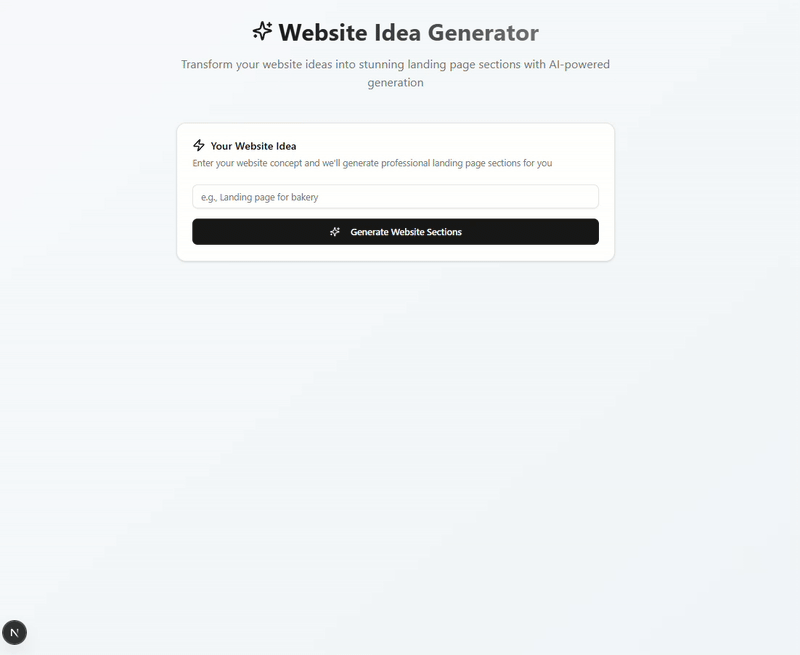 Website Idea Generator
Transform your website ideas into stunning landing page sections with AI-powered
generation
Your Website Idea
Enter your website concept and we'll generate professional landing page sections for you
e.g., Landing page for bakery
Generate Website Sections
N